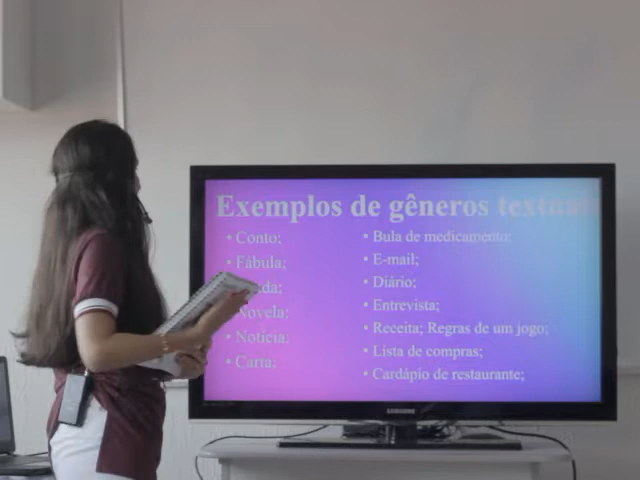 Exemplos de gêneros textuais
• Conto;
• Fábula;
• Novela;
• Notícia;
• Carta;
• Bula de medicamento;
• E-mail;
• Diário;
• Entrevista;
• Receita; Regras de um jogo;
• Lista de compras;
• Cardápio de restaurante;
SAMSUNG